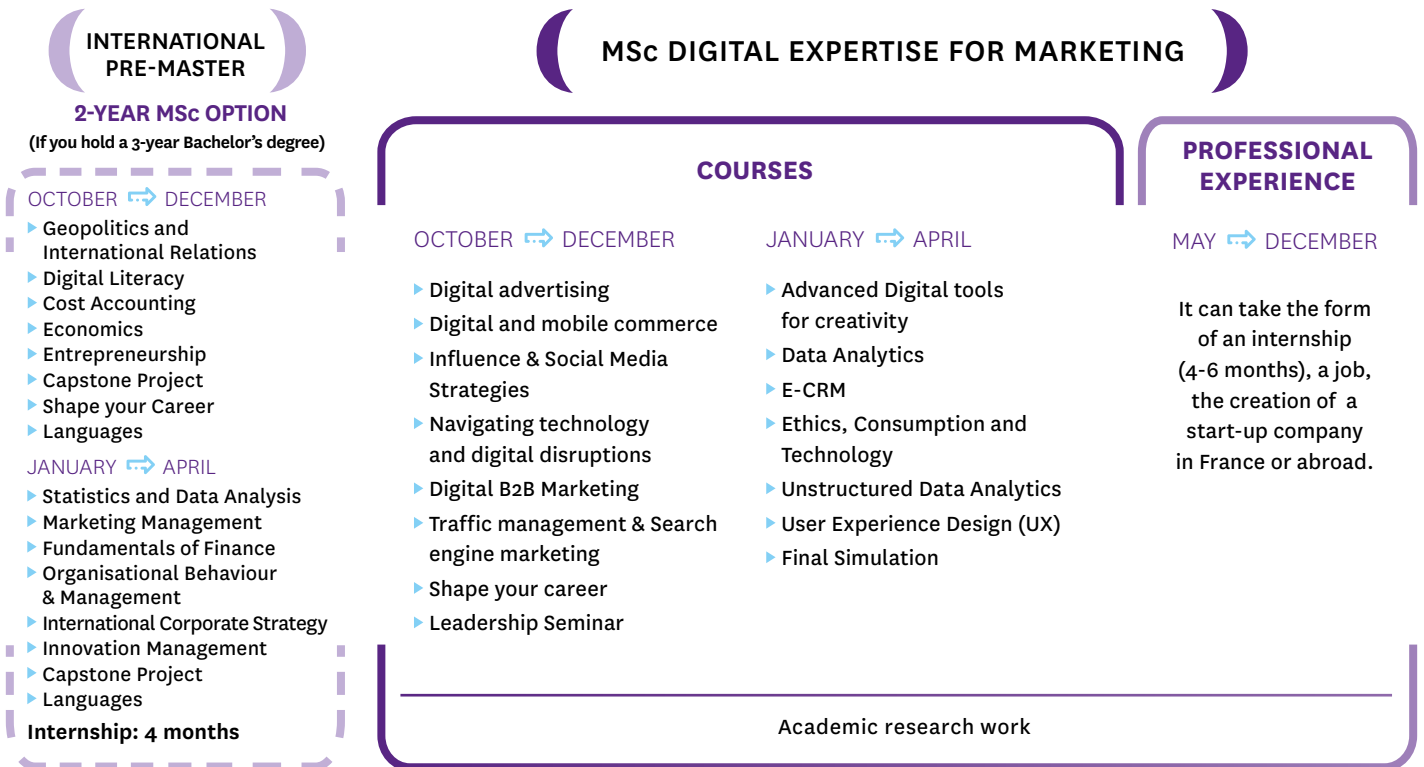 INTERNATIONAL
PRE-MASTER
2-YEAR MSc OPTION
(If you hold a 3-year Bachelor's degree)
OCTOBER DECEMBER
Geopolitics and
International Relations
Digital Literacy
Cost Accounting
Economics
Entrepreneurship
Capstone Project
Shape your Career
Languages
JANUARY APRIL
Statistics and Data Analysis
Marketing Management
Fundamentals of Finance
Organisational Behaviour
& Management
International Corporate Strategy
Innovation Management
Capstone Project
Languages
Internship: 4 months
MSc DIGITAL EXPERTISE FOR MARKETING
COURSES
OCTOBER DECEMBER
Digital advertising
Digital and mobile commerce
Influence & Social Media
Strategies
Navigating technology
and digital disruptions
Digital B2B Marketing
Traffic management & Search
engine marketing
Shape your career
Leadership Seminar
JANUARY APRIL
Advanced Digital tools
for creativity
Data Analytics
E-CRM
Ethics, Consumption and
Technology
Unstructured Data Analytics
User Experience Design (UX)
Final Simulation
PROFESSIONAL
EXPERIENCE
MAY DECEMBER
It can take the form
of an internship
(4-6 months), a job,
the creation of a
start-up company
in France or abroad.
Academic research work